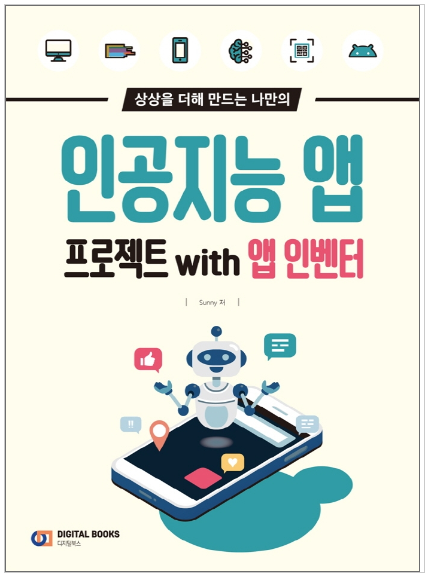 상상을 더해 만드는 나만의
인공지능 앱
프로젝트 with 앱 인벤터
| Sunny 저 |
DIGITAL BOOKS
디지털북스